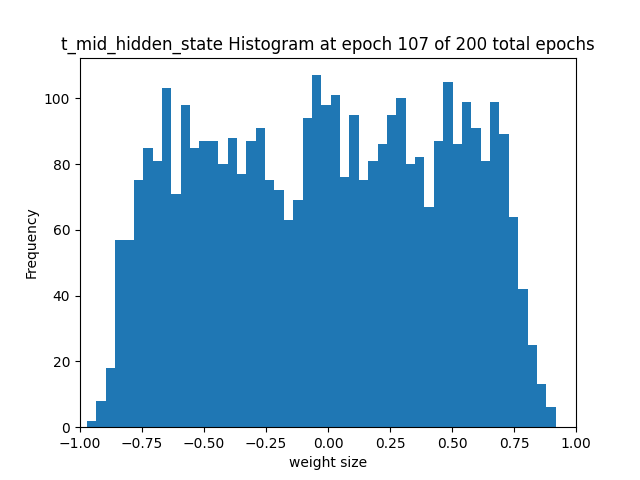 t_mid_hidden_state Histogram at epoch 107 of 200 total epochs
100
80
60
40
20
0
Frequency
−1.00 −0.75 −0.50 −0.25 0.00 0.25 0.50 0.75 1.00
weight size